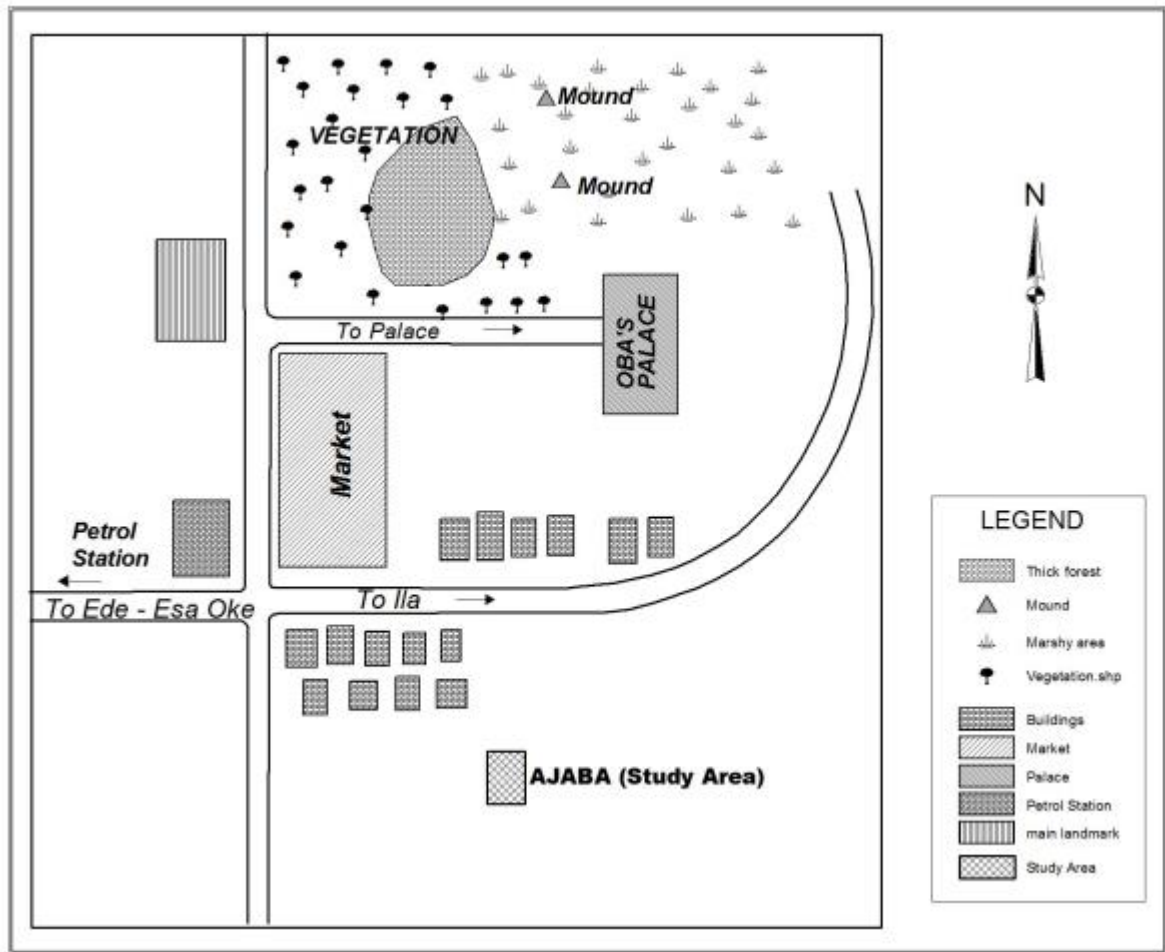 Mound
VEGETATION
Mound
N
To Palace
OBA'S
PALACE
Market
Petrol
Station
To Ede - Esa Oke
To Ila
AJABA (Study Area)
LEGEND
Thick forest
Mound
Marshy area
Vegetation.shp
Buildings
Market
Palace
Petrol Station
main landmark
Study Area